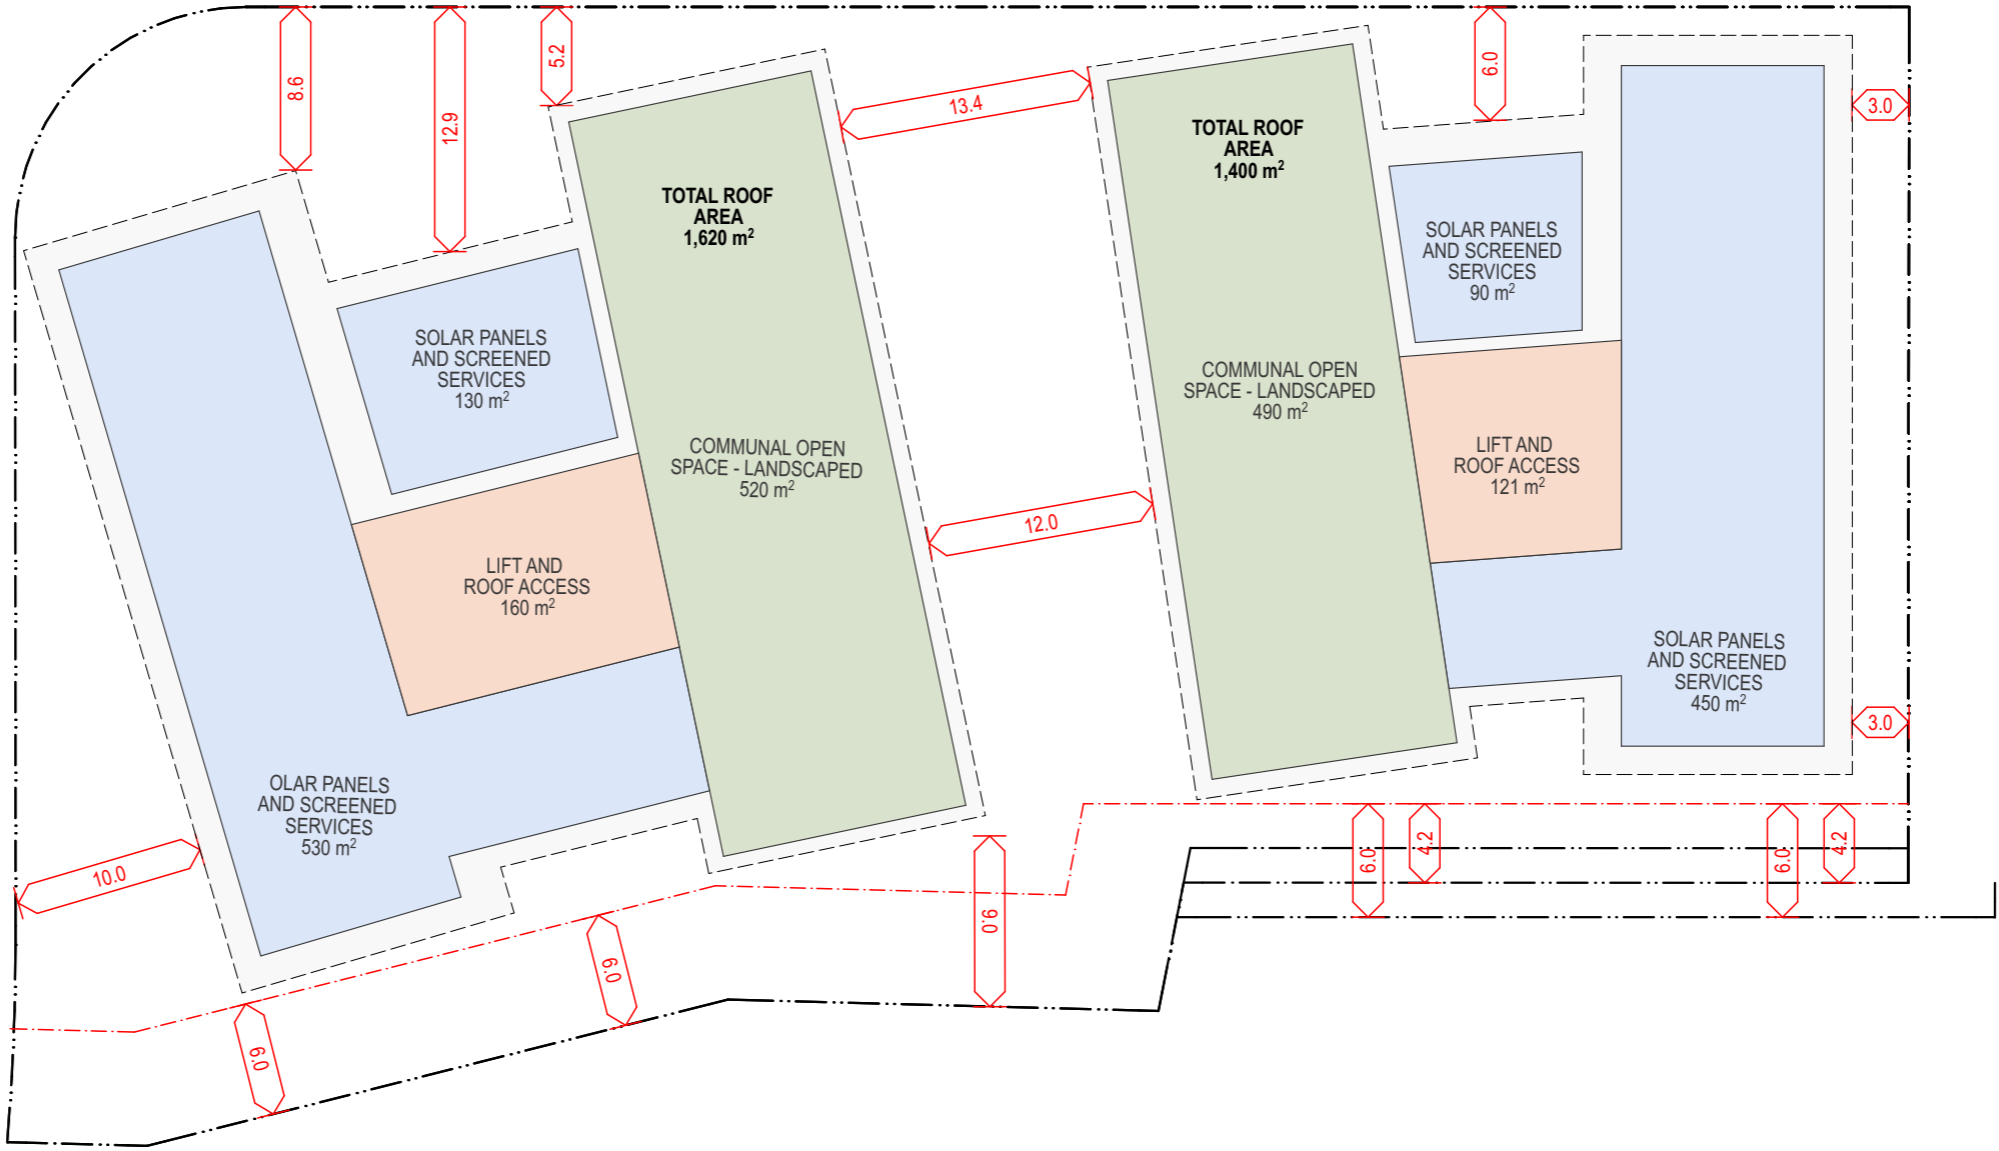 8.6
12.9
5.2
13.4
6.0
3.0
TOTAL ROOF
AREA
1,620 m²
TOTAL ROOF
AREA
1,400 m²
SOLAR PANELS
AND SCREENED
SERVICES
90 m²
SOLAR PANELS
AND SCREENED
SERVICES
130 m²
COMMUNAL OPEN
SPACE - LANDSCAPED
490 m²
COMMUNAL OPEN
SPACE - LANDSCAPED
520 m²
LIFT AND
ROOF ACCESS
121 m²
12.0
LIFT AND
ROOF ACCESS
160 m²
SOLAR PANELS
AND SCREENED
SERVICES
450 m²
3.0
OLAR PANELS
AND SCREENED
SERVICES
530 m²
10.0
6.0
4.2
6.0
4.2
9.0
6.0
6.0